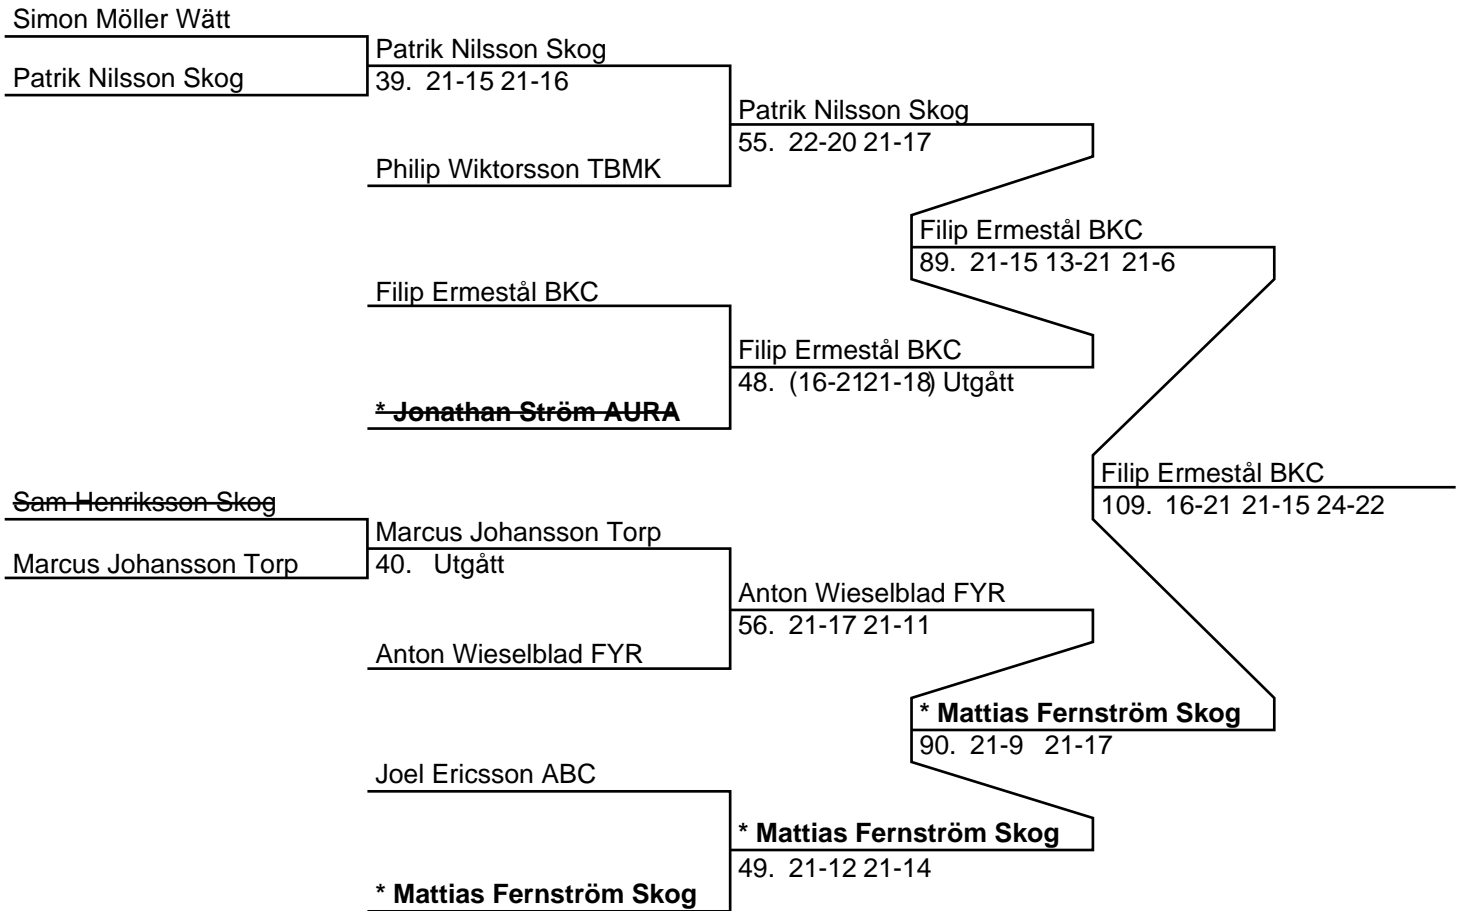 Simon Möller Wätt
Patrik Nilsson Skog
Patrik Nilsson Skog
39. 21-15 21-16
Patrik Nilsson Skog
55. 22-20 21-17
Philip Wiktorsson TBMK
Filip Ermestål BKC
89. 21-15 13-21 21-6
Filip Ermestål BKC
Filip Ermestål BKC
48. (16-2121-18) Utgått
* Jonathan Ström AURA
Filip Ermestål BKC
109. 16-21 21-15 24-22
Sam Henriksson Skog
Marcus Johansson Torp
Marcus Johansson Torp
40. Utgått
Anton Wieselblad FYR
56. 21-17 21-11
Anton Wieselblad FYR
* Mattias Fernström Skog
90. 21-9 21-17
Joel Ericsson ABC
* Mattias Fernström Skog
49. 21-12 21-14
* Mattias Fernström Skog